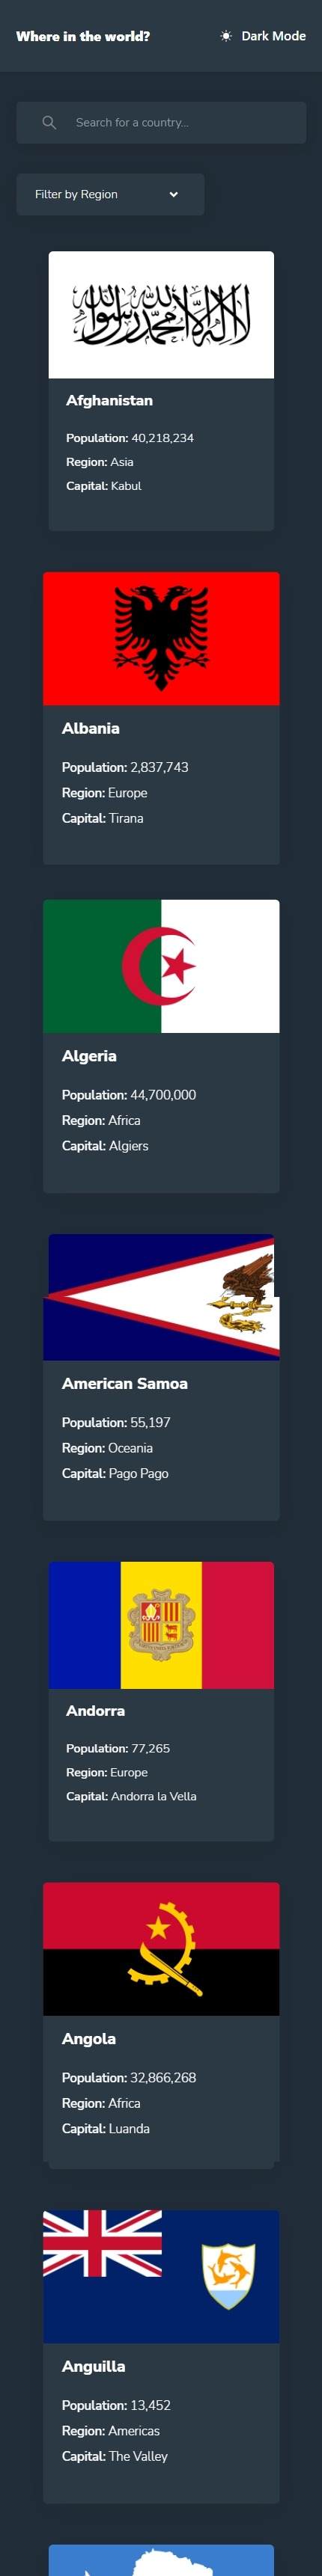 Where in the world?
Dark Mode
Search for a country...
Filter by Region
لا إله إلا الله محمد رسول الله
Afghanistan
Population: 40,218,234
Region: Asia
Capital: Kabul
Albania
Population: 2,837,743
Region: Europe
Capital: Tirana
Algeria
Population: 44,700,000
Region: Africa
Capital: Algiers
American Samoa
Population: 55,197
Region: Oceania
Capital: Pago Pago
Andorra
Population: 77,265
Region: Europe
Capital: Andorra la Vella
Angola
Population: 32,866,268
Region: Africa
Capital: Luanda
Anguilla
Population: 13,452
Region: Americas
Capital: The Valley